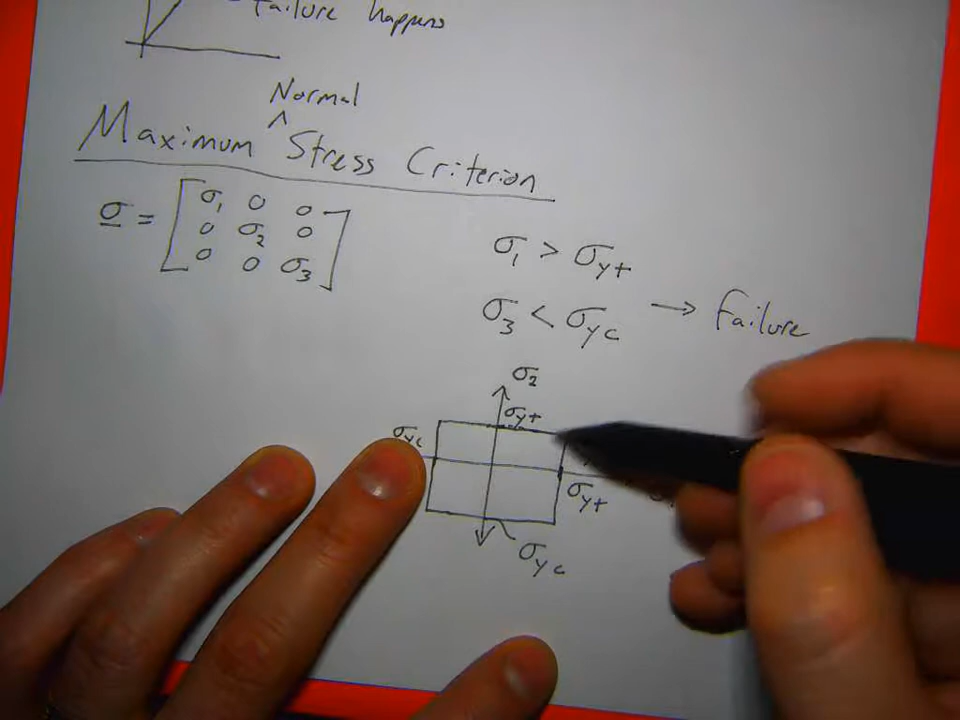 - Failure happens
Normal
^
Maximum Stress Criterion
σ = [σ₁ 0 0
0 σ₂ 0
0 0 σ₃]
σ₁ > σyt
σ₃ < σyc → Failure
σ₂
σyt
σyc
σyt
σyc